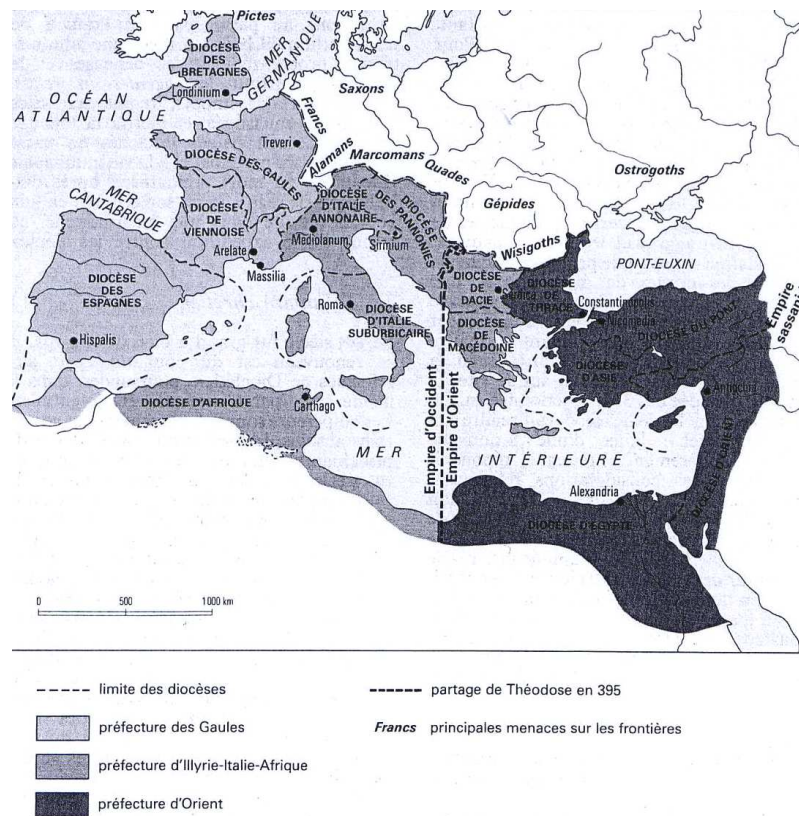 Pictes
DIOCÈSE
DES
BRETAGNES
Londinium
MER
GERMANIQUE
OCÉAN
ATLANTIQUE
Saxons
Francs
Treveri
DIOCÈSE DES GAULES
Alamans
Marcomans
Quades
Ostrogoths
MER
CANTABRIQUE
DIOCÈSE
DE
VIENNOISE
DIOCÈSE
D'ITALIE
ANNONAIRE
Mediolanum
DIOCÈSE
DES PANNONIES
Sirmium
Gépides
Wisigoths
Arelate
Massilia
DIOCÈSE
DES
ESPAGNES
Hispalis
Roma
DIOCÈSE
D'ITALIE
SUBURBICAIRE
DIOCÈSE
DE
DACIE
DIOCÈSE
DE
MACÉDOINE
DIOCÈSE
DE
THRACE
PONT-EUXIN
Constantinopolis
Nicomedia
DIOCÈSE DU PONT
DIOCÈSE
D'ASIE
Empire
sassani
Antiochia
DIOCÈSE D'ORIENT
DIOCÈSE D'AFRIQUE
Carthago
MER
INTÉRIEURE
Empire d'Occident
Empire d'Orient
Alexandria
DIOCÈSE D'EGYPTE
0 500 1000 km
limite des diocèses
partage de Théodose en 395
préfecture des Gaules
Francs principales menaces sur les frontières
préfecture d'Illyrie-Italie-Afrique
préfecture d'Orient